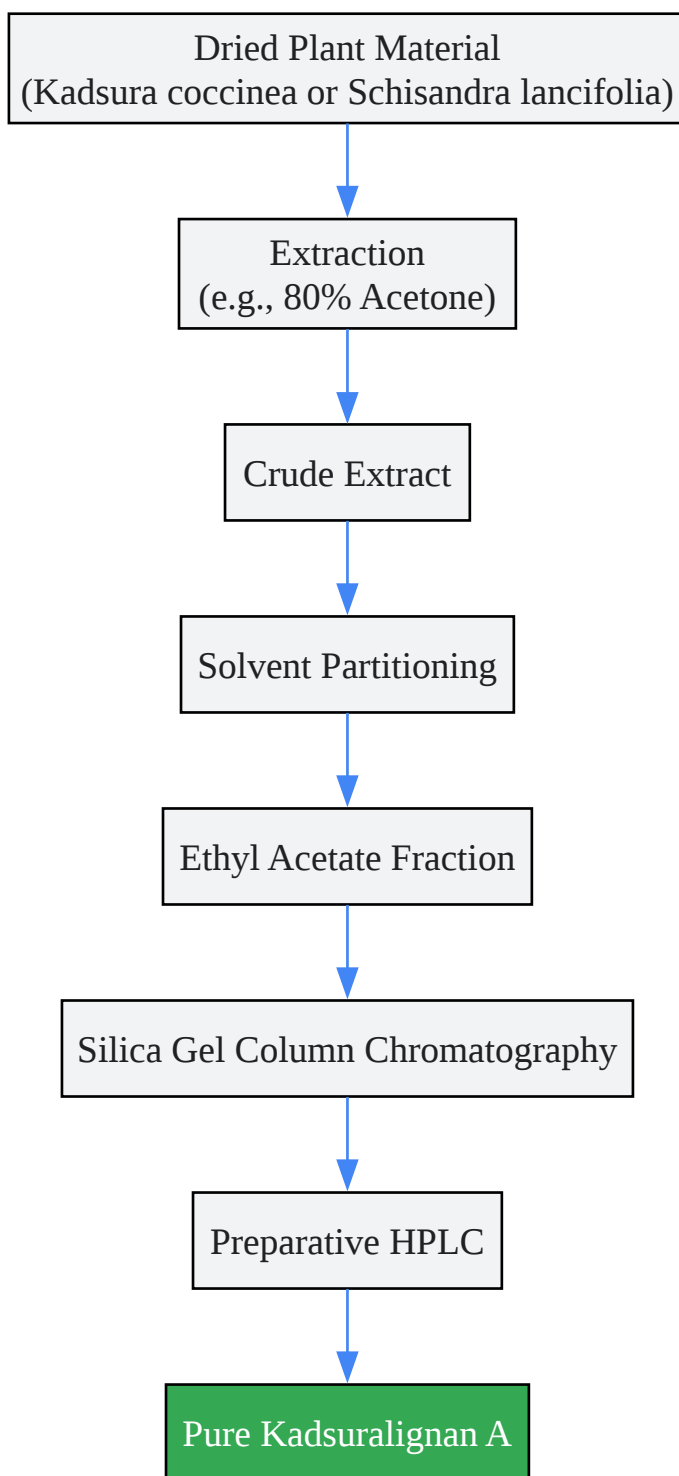 Dried Plant Material
(Kadsura coccinea or Schisandra lancifolia)
Extraction
(e.g., 80% Acetone)
Crude Extract
Solvent Partitioning
Ethyl Acetate Fraction
Silica Gel Column Chromatography
Preparative HPLC
Pure Kadsuralignan A